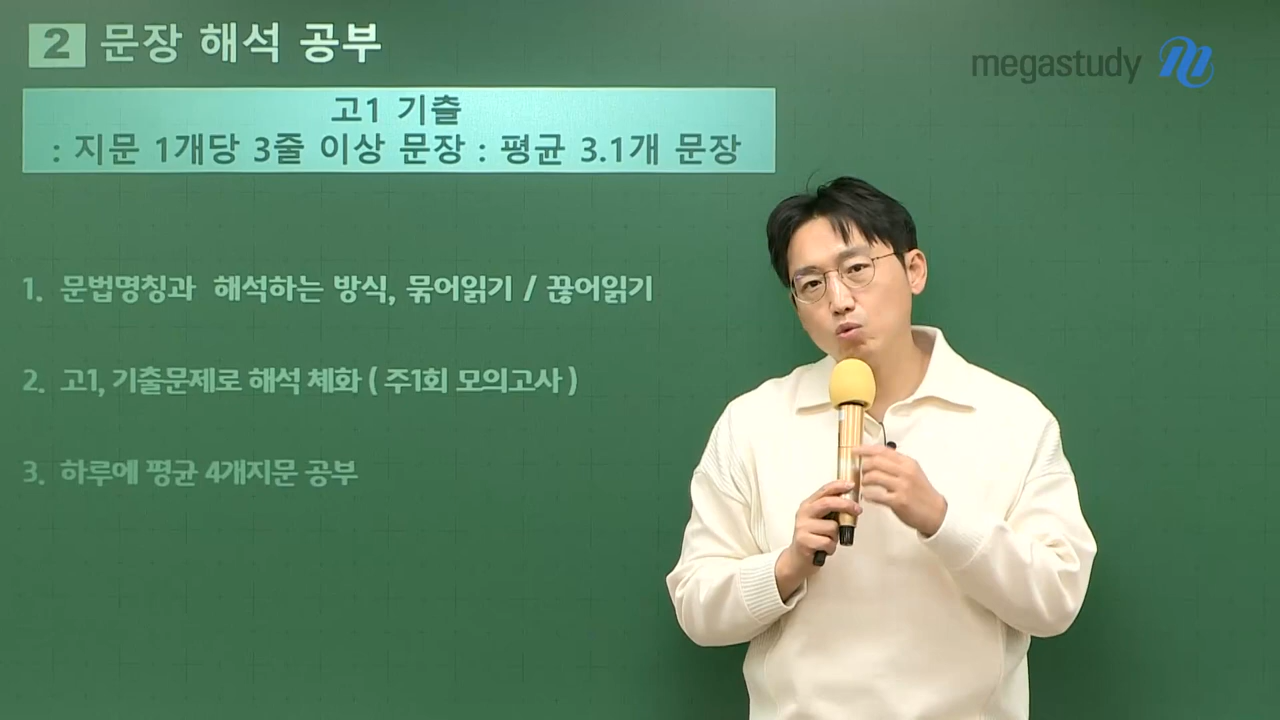 2 문장 해석 공부
megastudy
고1 기출
: 지문 1개당 3줄 이상 문장 : 평균 3.1개 문장
1. 문법명칭과 해석하는 방식, 묶어읽기 / 끊어읽기
2. 고1, 기출문제로 해석 체화 ( 주1회 모의고사 )
3. 하루에 평균 4개지문 공부